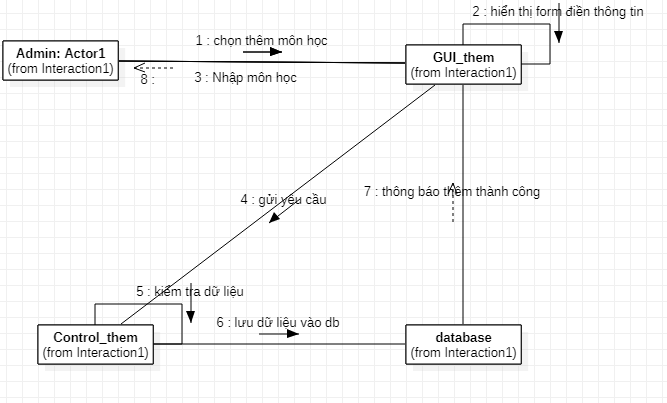 2 : hiển thị form điền thông tin
1 : chọn thêm môn học
Admin: Actor1
(from Interaction1)
GUI_them
(from Interaction1)
8 :
3 : Nhập môn học
7 : thông báo thêm thành công
4 : gửi yêu cầu
5 : kiểm tra dữ liệu
6 : lưu dữ liệu vào db
Control_them
(from Interaction1)
database
(from Interaction1)